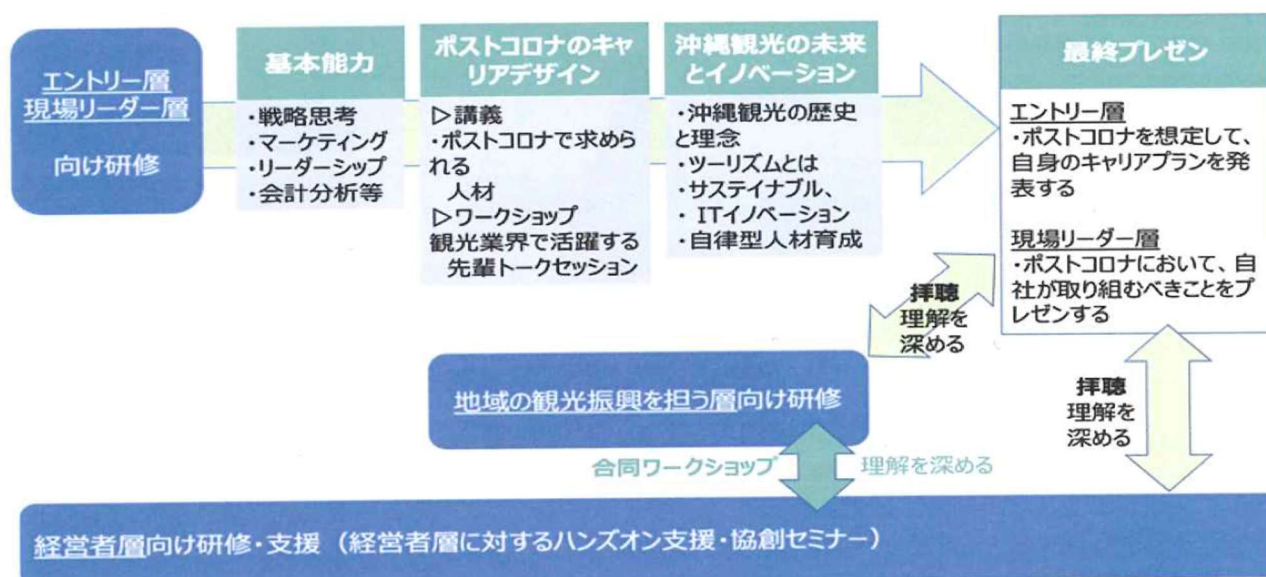 エントリー層
現場リーダー層
向け研修
基本能力
・戦略思考
・マーケティング
・リーダーシップ
・会計分析等
ポストコロナのキャ
リアデザイン
▷講義
・ポストコロナで求めら
れる
人材
▷ワークショップ
観光業界で活躍する
先輩トークセッション
沖縄観光の未来
とイノベーション
・沖縄観光の歴史
と理念
・ツーリズムとは
・サステイナブル、
・ITイノベーション
・自律型人材育成
最終プレゼン
エントリー層
・ポストコロナを想定して、
自身のキャリアプランを発
表する
現場リーダー層
・ポストコロナにおいて、自
社が取り組むべきことをプ
レゼンする
拝聴
理解を
深める
拝聴
理解を
深める
地域の観光振興を担う層向け研修
合同ワークショップ
理解を深める
経営者層向け研修・支援（経営者層に対するハンズオン支援・協創セミナー）